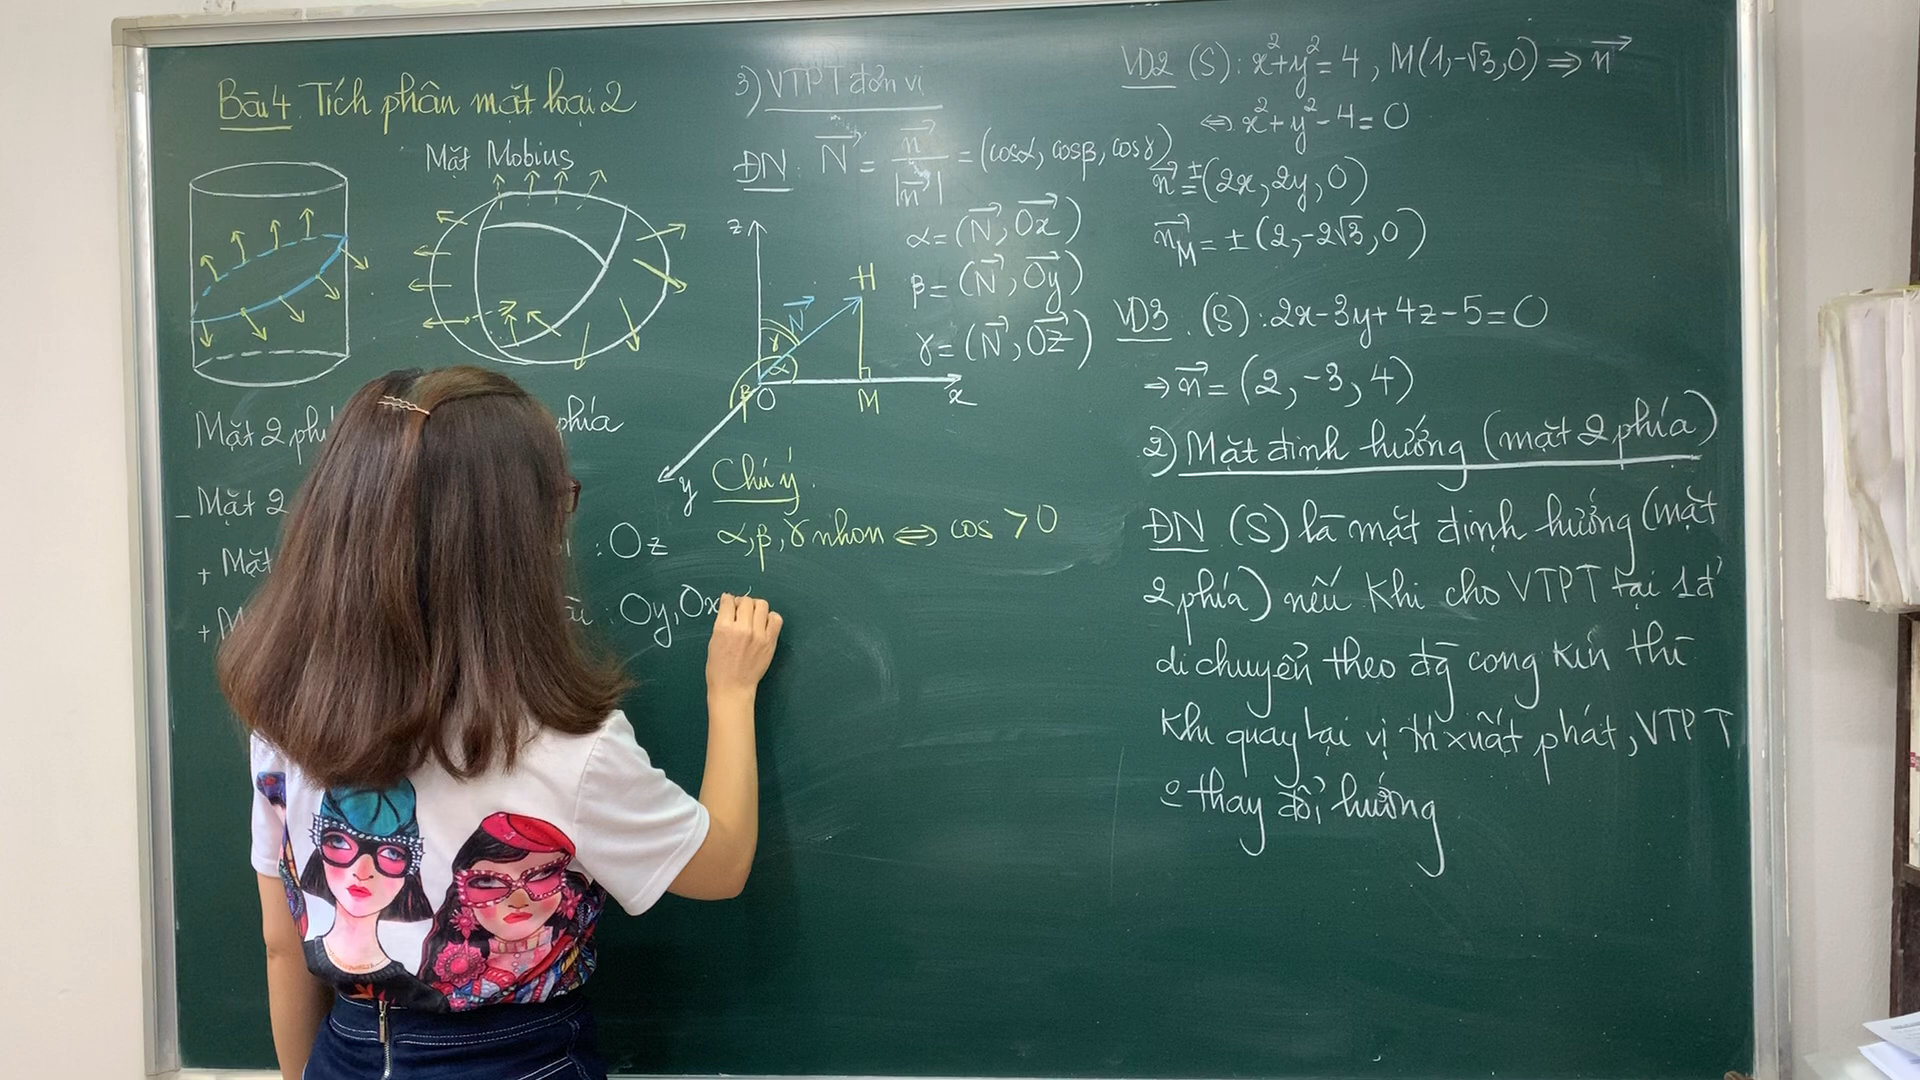 Bài 4 Tích phân mặt loại 2
Mặt Mobius
Mặt 2 phí
phía
- Mặt 2
+ Mặt
: Oz
+ M
: Oy, Ox
3) VTPT đơn vị
ĐN: N = n / |n| = (cosα, cosβ, cosγ)
α = (N, Ox)
β = (N, Oy)
γ = (N, Oz)
z
H
N
γ
α
β
O
M
x
y
Chú ý.
α, β, γ nhọn ⇔ cos > 0
VD2 (S): x² + y² = 4, M(1, -√3, 0) ⇒ n
⇔ x² + y² - 4 = 0
n = ±(2x, 2y, 0)
n_M = ± (2, -2√3, 0)
VD3. (S): 2x - 3y + 4z - 5 = 0
⇒ n = (2, -3, 4)
2) Mặt định hướng (mặt 2 phía)
ĐN (S) là mặt định hướng (mặt
2 phía) nếu khi cho VTPT tại 1 đ'
di chuyển theo đg cong kín thì
khi quay lại vị trí xuất phát, VTPT
thay đổi hướng